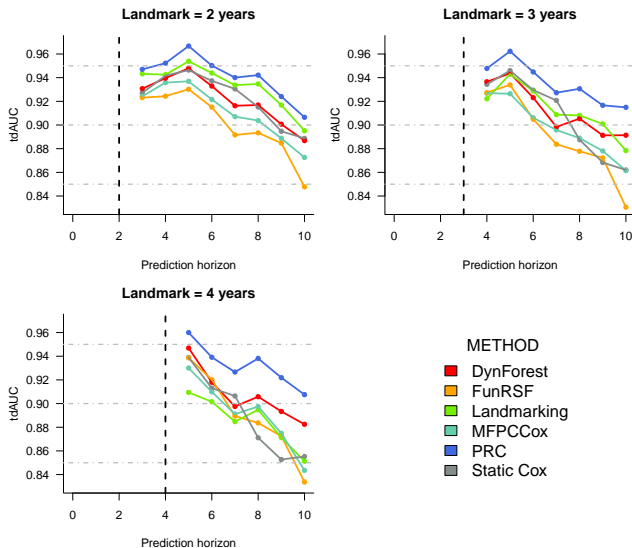 Landmark = 2 years
tdAUC
0.96
0.94
0.92
0.90
0.88
0.86
0.84
0 2 4 6 8 10
Prediction horizon
Landmark = 3 years
tdAUC
0.96
0.94
0.92
0.90
0.88
0.86
0.84
0 2 4 6 8 10
Prediction horizon
Landmark = 4 years
tdAUC
0.96
0.94
0.92
0.90
0.88
0.86
0.84
0 2 4 6 8 10
Prediction horizon
METHOD
DynForest
FunRSF
Landmarking
MFPCCox
PRC
Static Cox